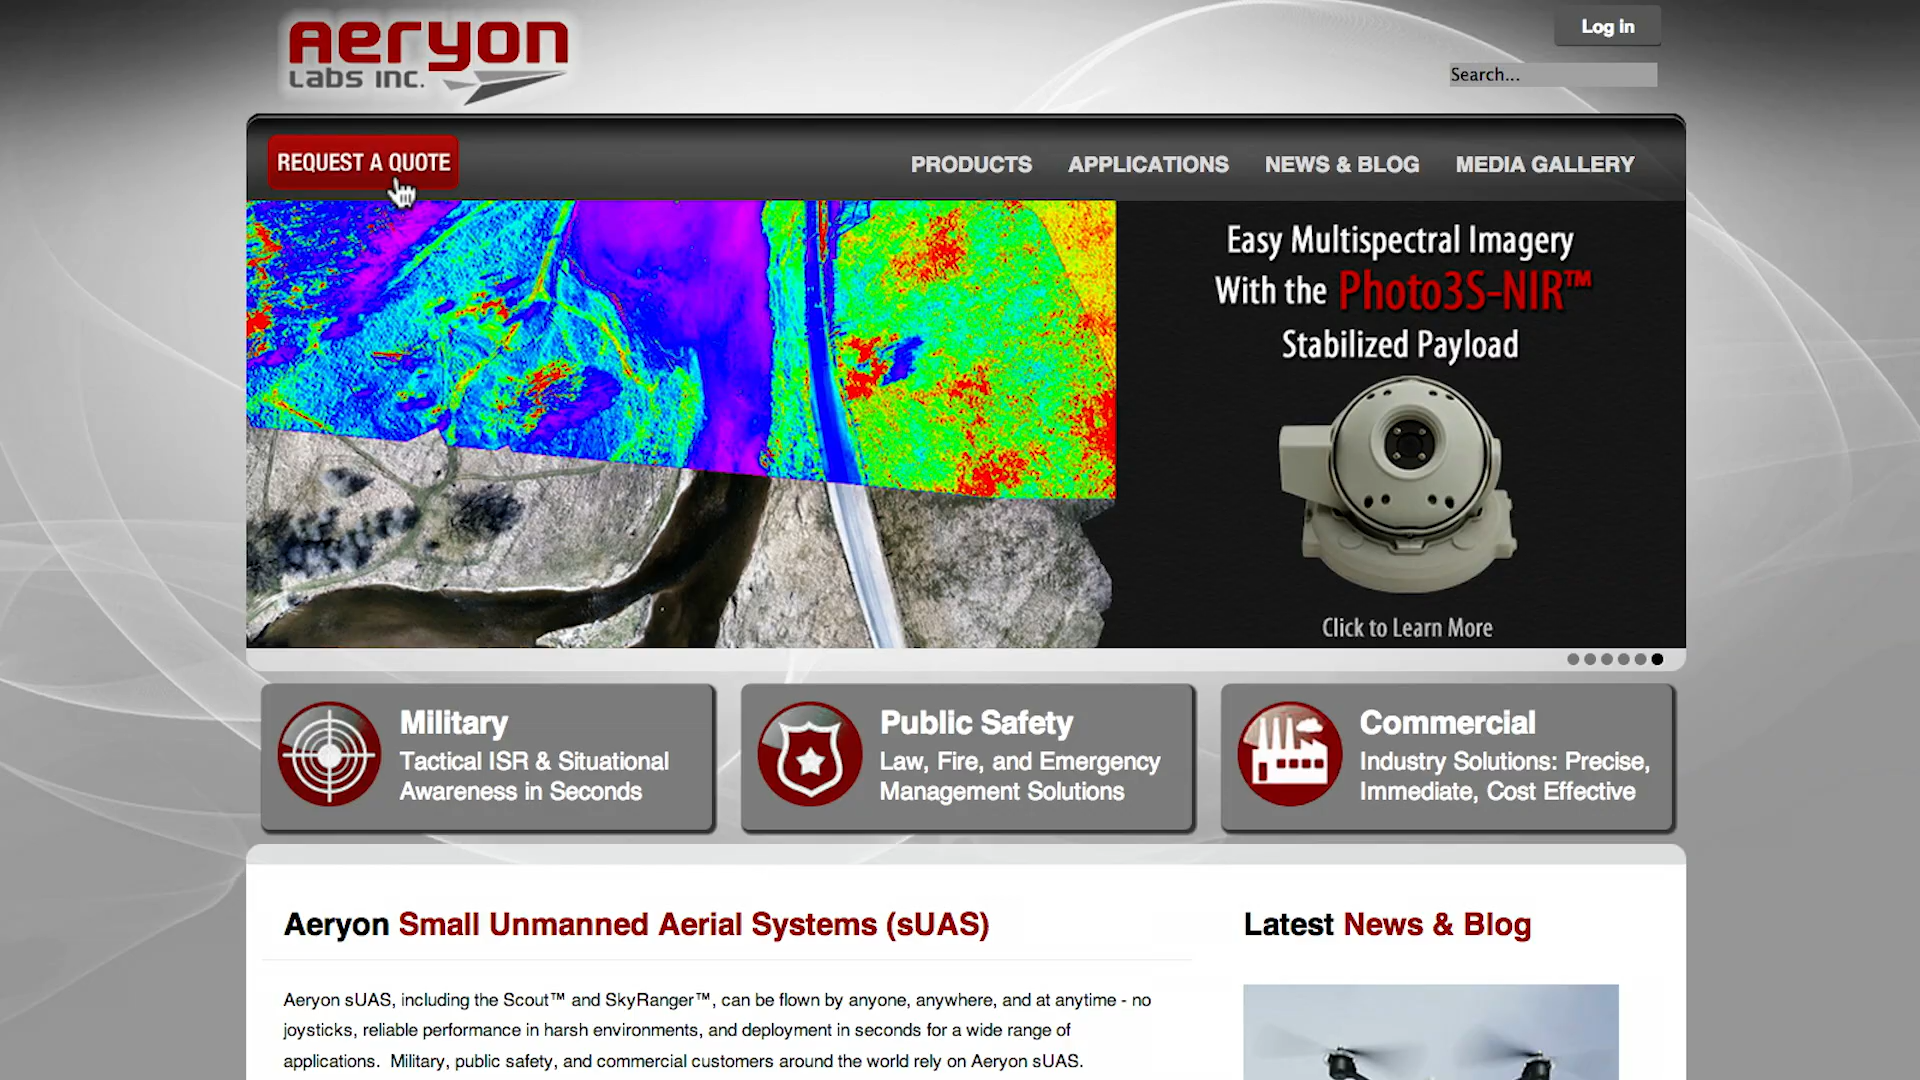 aeryon
Labs Inc.
Log in
Search...
REQUEST A QUOTE
PRODUCTS
APPLICATIONS
NEWS & BLOG
MEDIA GALLERY
Easy Multispectral Imagery
With the Photo3S-NIR™
Stabilized Payload
Click to Learn More
Military
Tactical ISR & Situational
Awareness in Seconds
Public Safety
Law, Fire, and Emergency
Management Solutions
Commercial
Industry Solutions: Precise,
Immediate, Cost Effective
Aeryon Small Unmanned Aerial Systems (sUAS)
Aeryon sUAS, including the Scout™ and SkyRanger™, can be flown by anyone, anywhere, and at anytime - no
joysticks, reliable performance in harsh environments, and deployment in seconds for a wide range of
applications. Military, public safety, and commercial customers around the world rely on Aeryon sUAS.
Latest News & Blog